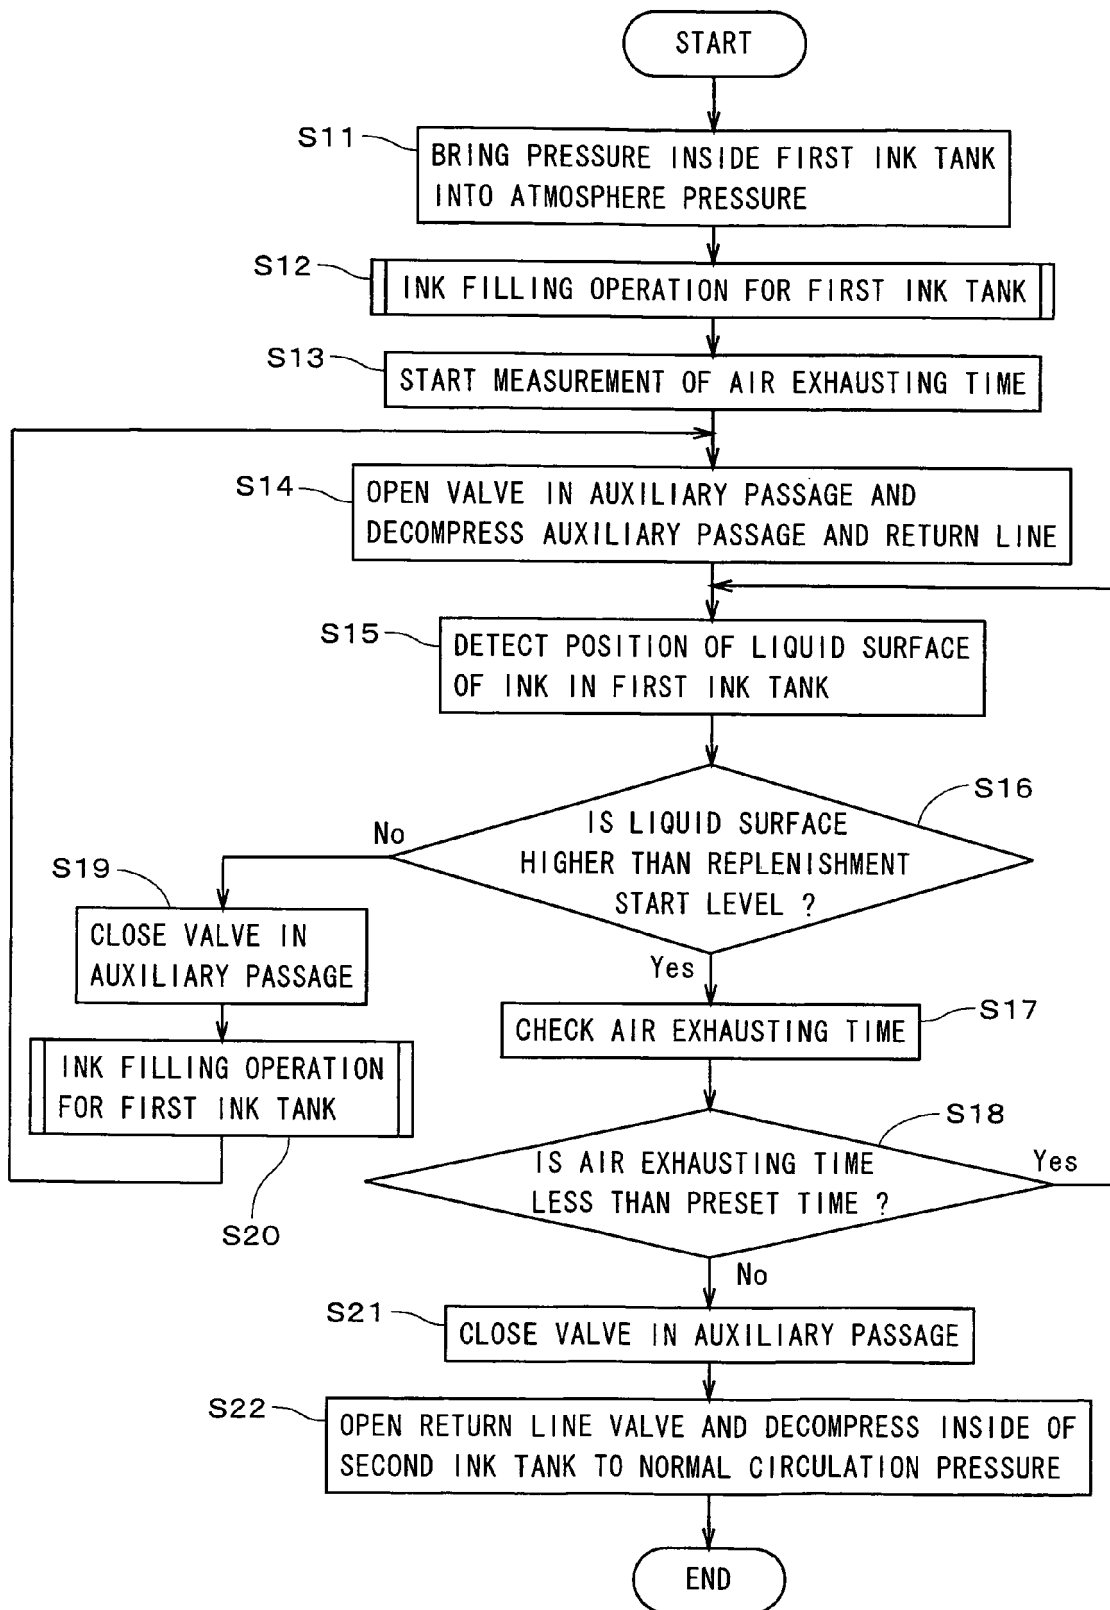 START
S11
BRING PRESSURE INSIDE FIRST INK TANK
INTO ATMOSPHERE PRESSURE
S12
INK FILLING OPERATION FOR FIRST INK TANK
S13
START MEASUREMENT OF AIR EXHAUSTING TIME
S14
OPEN VALVE IN AUXILIARY PASSAGE AND
DECOMPRESS AUXILIARY PASSAGE AND RETURN LINE
S15
DETECT POSITION OF LIQUID SURFACE
OF INK IN FIRST INK TANK
S16
IS LIQUID SURFACE
HIGHER THAN REPLENISHMENT
START LEVEL ?
No
S19
CLOSE VALVE IN
AUXILIARY PASSAGE
INK FILLING OPERATION
FOR FIRST INK TANK
S20
Yes
S17
CHECK AIR EXHAUSTING TIME
S18
IS AIR EXHAUSTING TIME
LESS THAN PRESET TIME ?
Yes
No
S21
CLOSE VALVE IN AUXILIARY PASSAGE
S22
OPEN RETURN LINE VALVE AND DECOMPRESS INSIDE OF
SECOND INK TANK TO NORMAL CIRCULATION PRESSURE
END